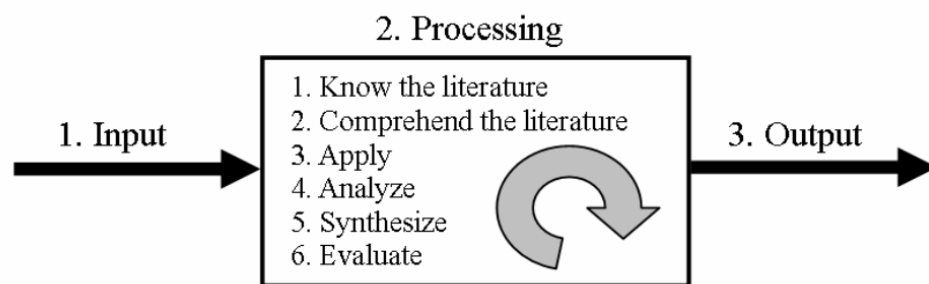 2. Processing
1. Input
1. Know the literature
2. Comprehend the literature
3. Apply
4. Analyze
5. Synthesize
6. Evaluate
3. Output